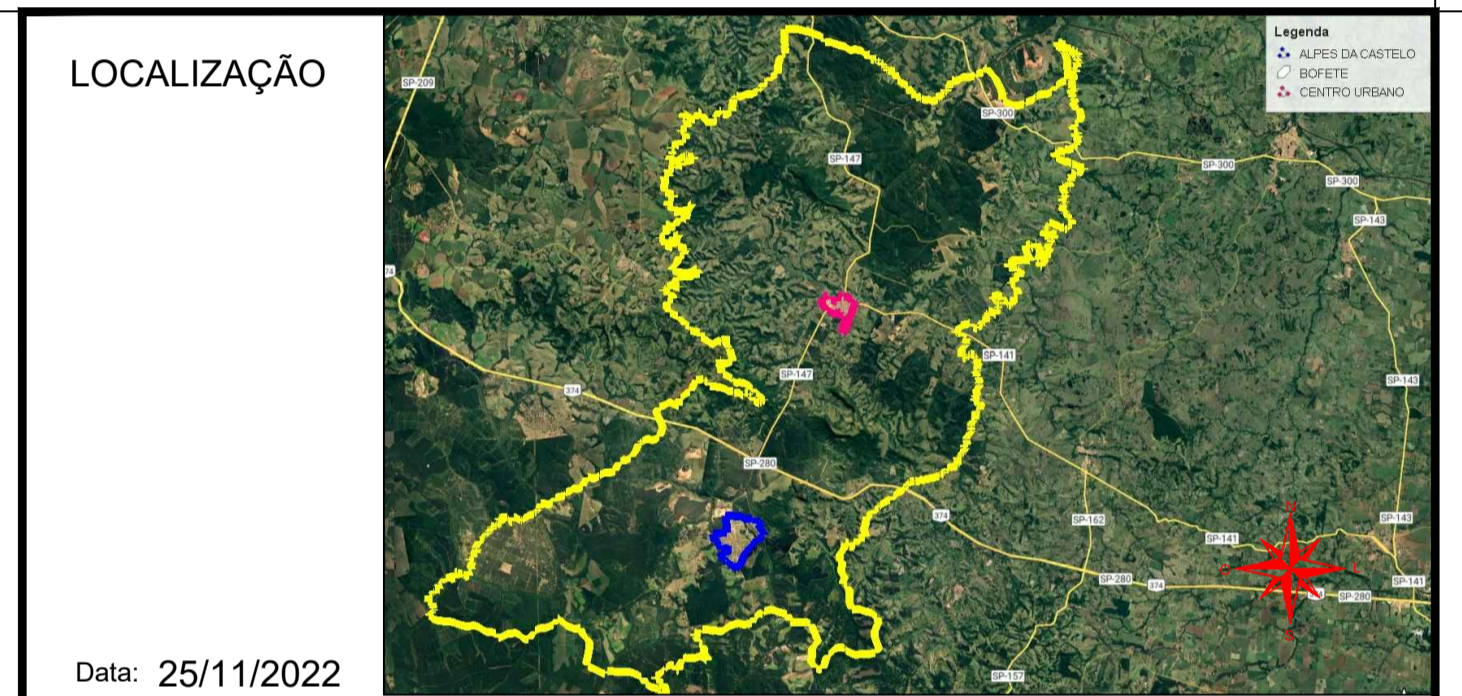 LOCALIZAÇÃO
Data: 25/11/2022
Legenda
ALPES DA CASTELO
BOFETE
CENTRO URBANO
SP-209
SP-300
SP-147
SP-300
SP-300
SP-143
74
SP-141
SP-147
SP-143
374
SP-280
374
SP-162
SP-143
SP-141
N
O
L
S
SP-280
374
SP-280
SP-141
SP-157